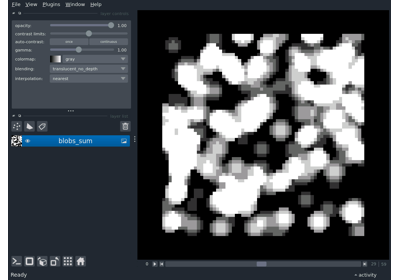 File View Plugins Window Help
opacity: 1.00
contrast limits:
auto-contrast: once continuous
gamma: 1.00
colormap: gray
blending: translucent_no_depth
interpolation: nearest
blobs_sum
Ready
activity